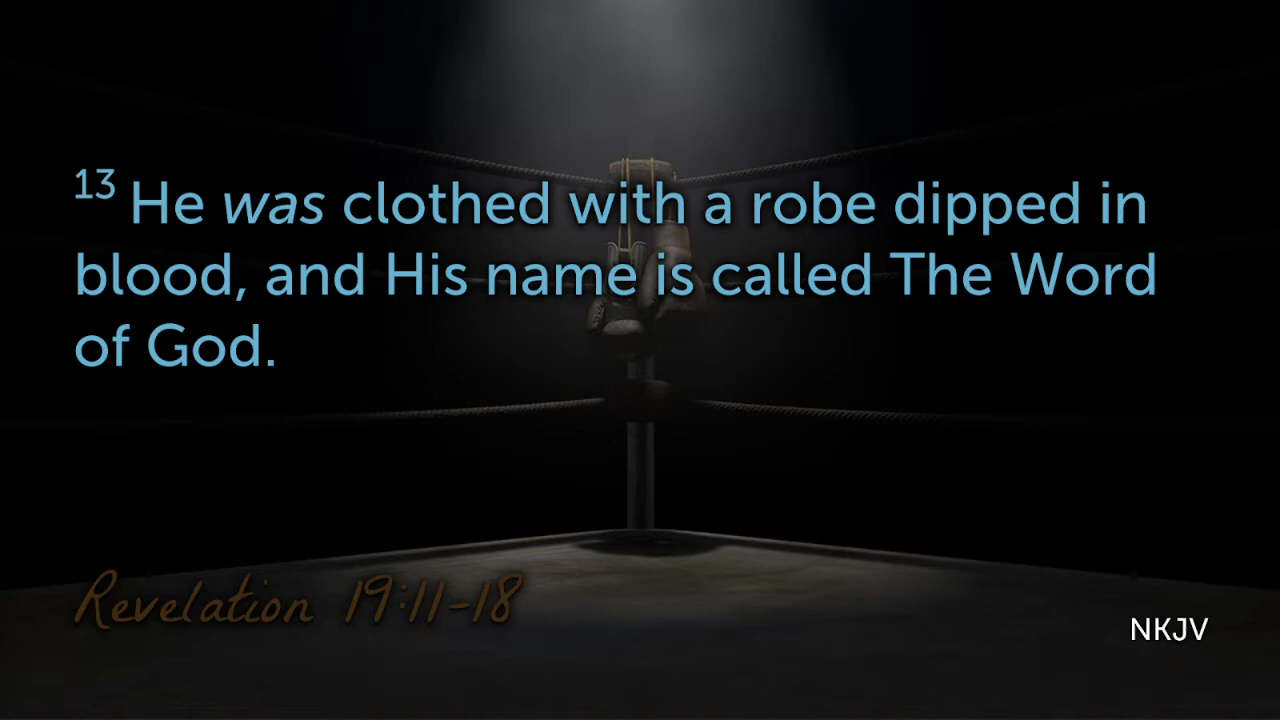 13 He was clothed with a robe dipped in
blood, and His name is called The Word
of God.
Revelation 19:11-18
NKJV